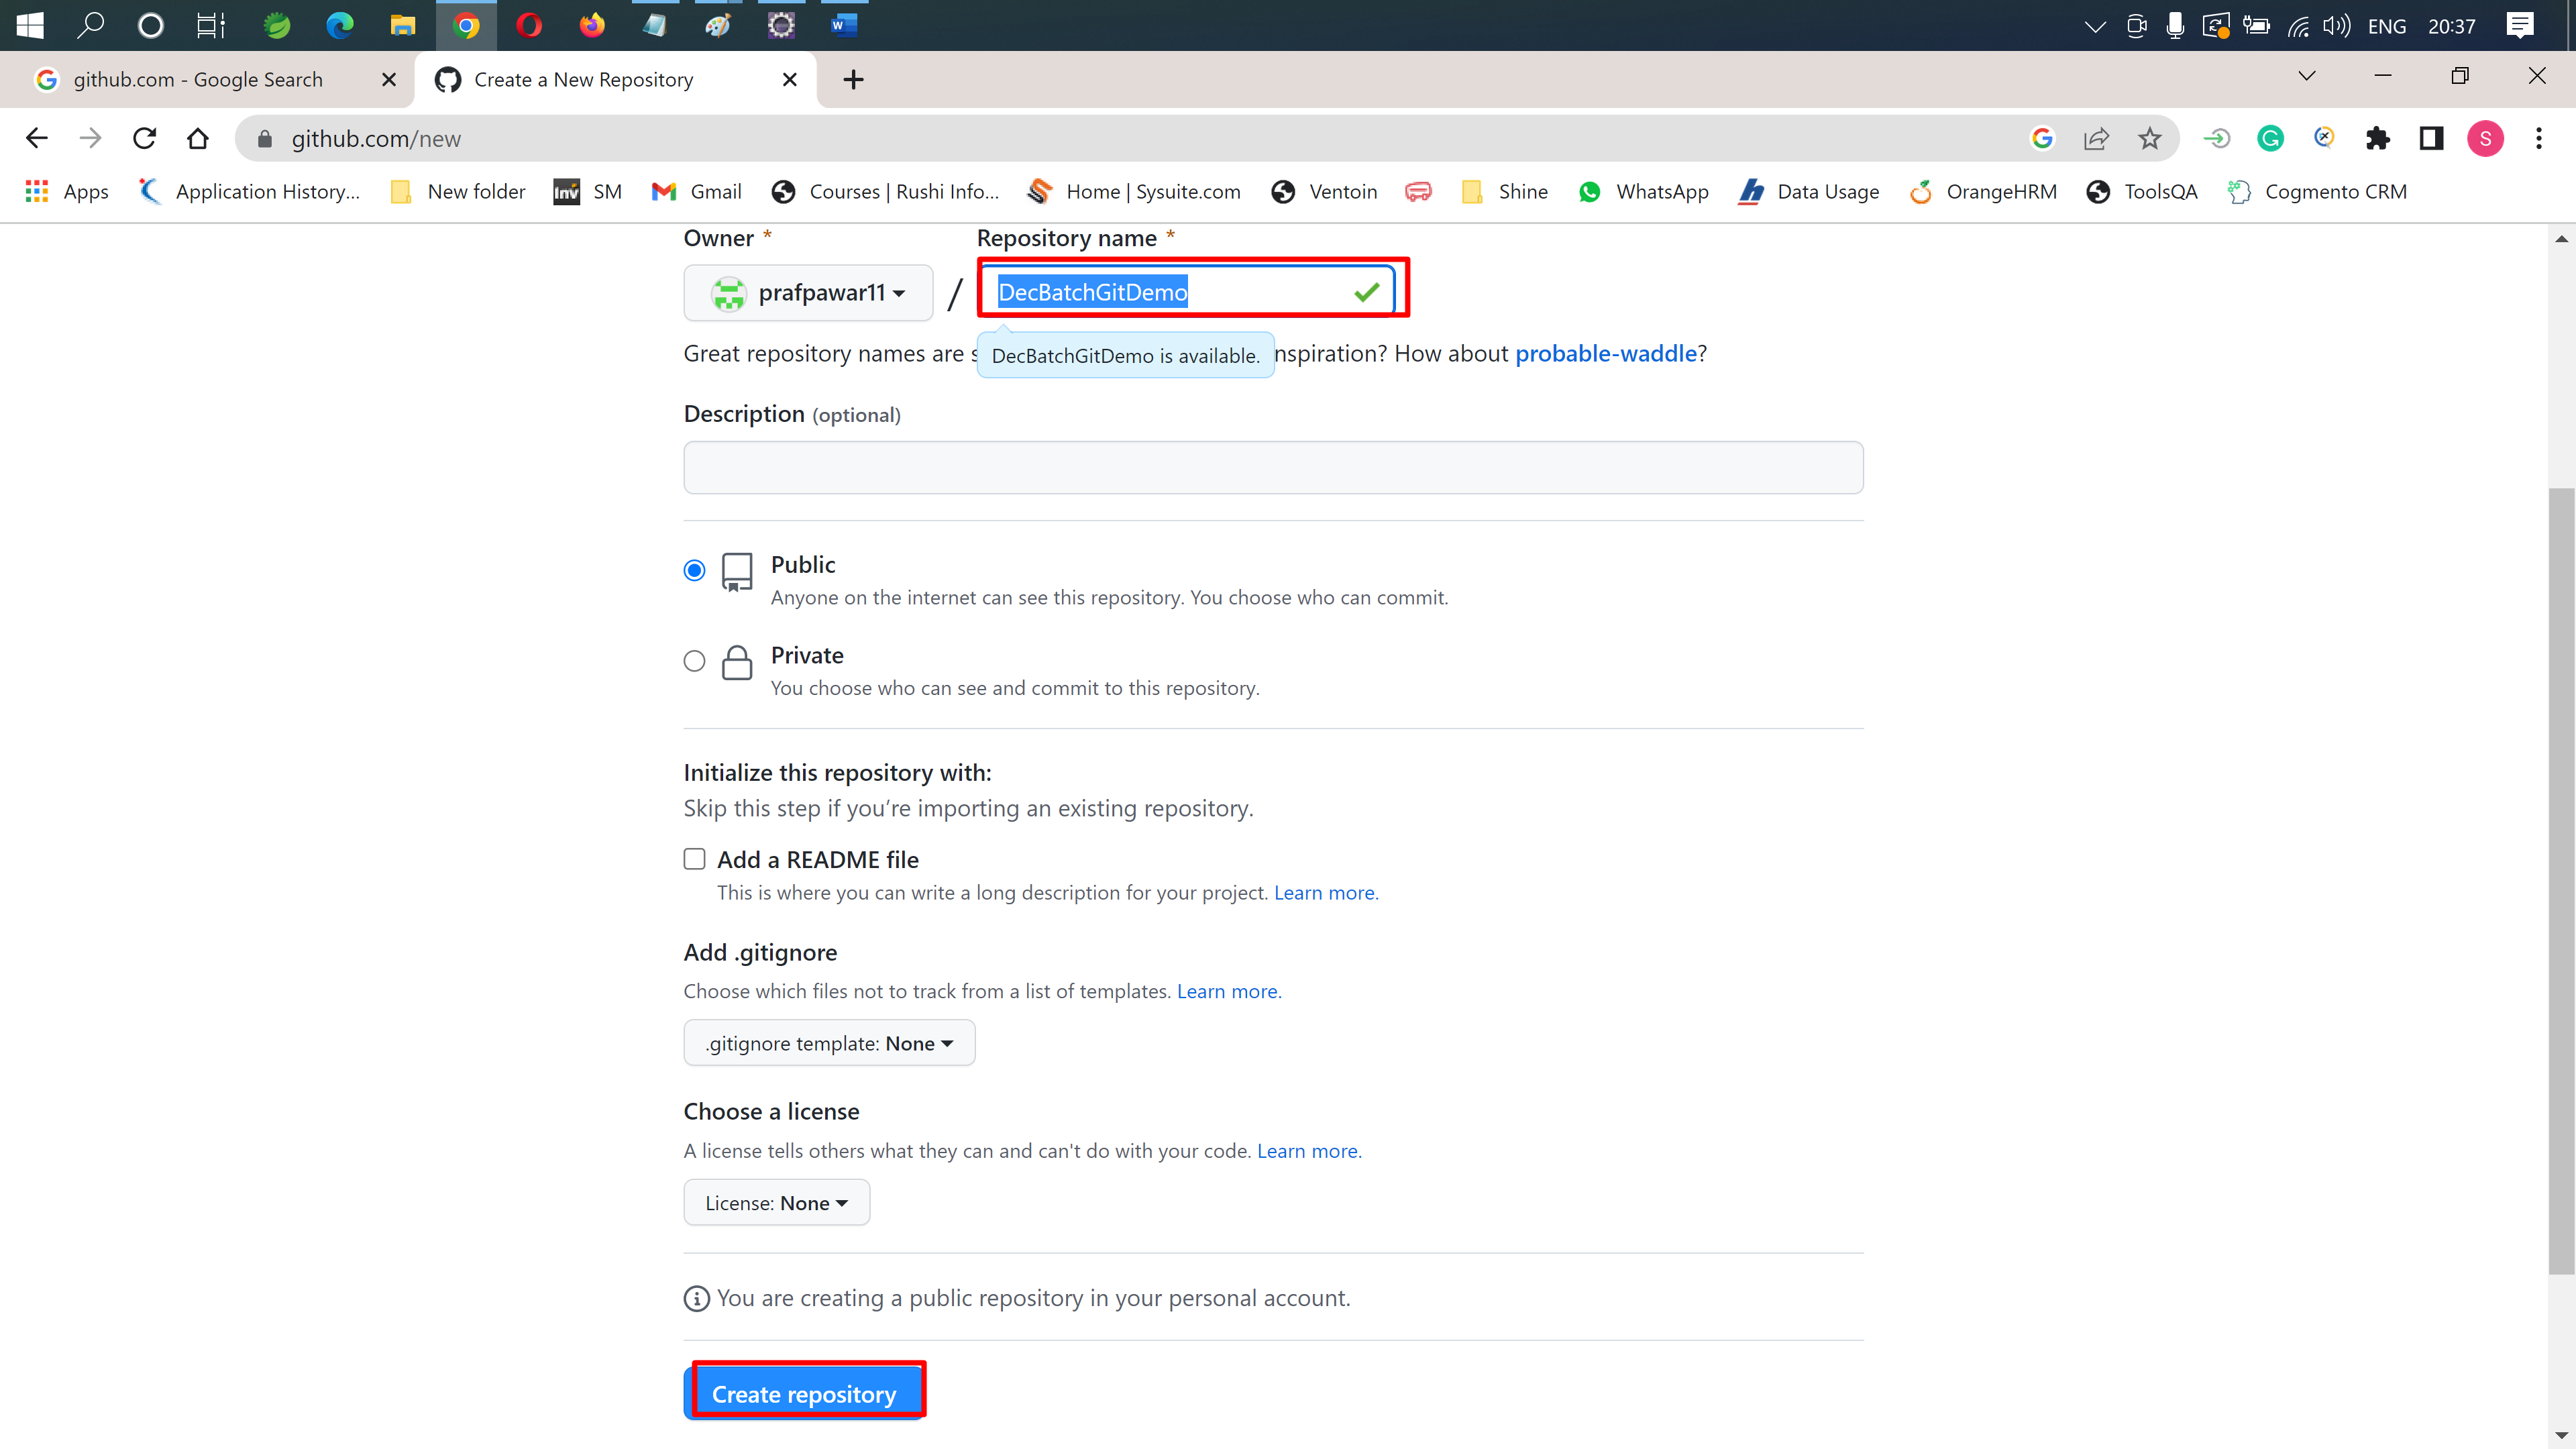 ENG 20:37
github.com - Google Search
Create a New Repository
github.com/new
S
Apps Application History... New folder Inv SM Gmail Courses | Rushi Info... Home | Sysuite.com Ventoin Shine WhatsApp Data Usage OrangeHRM ToolsQA Cogmento CRM
Owner * Repository name *
prafpawar11 / DecBatchGitDemo
Great repository names are s DecBatchGitDemo is available. nspiration? How about probable-waddle?
Description (optional)
Public
Anyone on the internet can see this repository. You choose who can commit.
Private
You choose who can see and commit to this repository.
Initialize this repository with:
Skip this step if you’re importing an existing repository.
Add a README file
This is where you can write a long description for your project. Learn more.
Add .gitignore
Choose which files not to track from a list of templates. Learn more.
.gitignore template: None
Choose a license
A license tells others what they can and can't do with your code. Learn more.
License: None
You are creating a public repository in your personal account.
Create repository